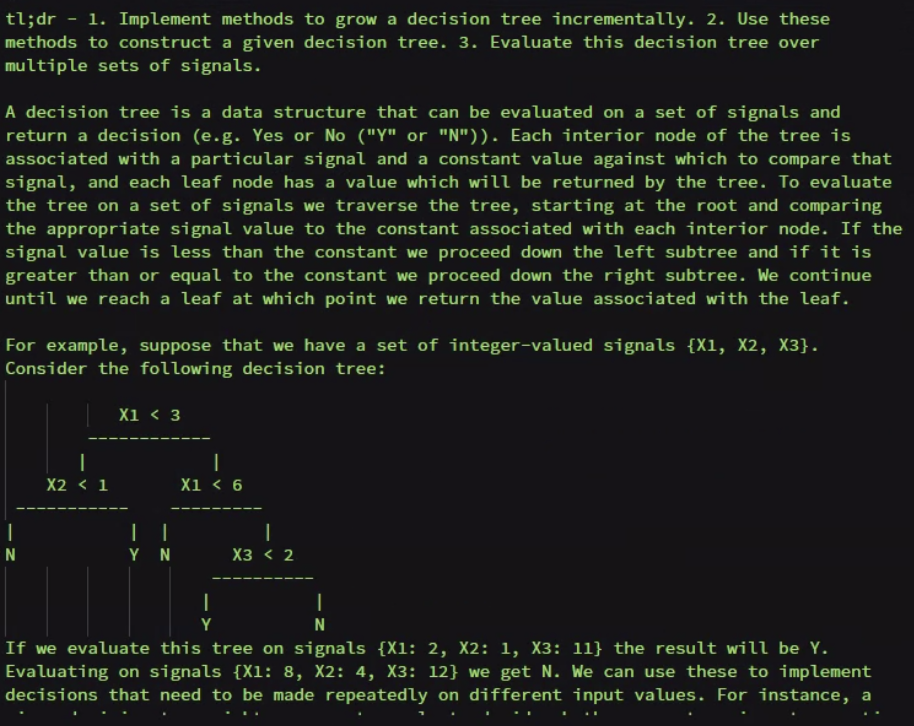 tl;dr - 1. Implement methods to grow a decision tree incrementally. 2. Use these
methods to construct a given decision tree. 3. Evaluate this decision tree over
multiple sets of signals.
A decision tree is a data structure that can be evaluated on a set of signals and
return a decision (e.g. Yes or No ("Y" or "N")). Each interior node of the tree is
associated with a particular signal and a constant value against which to compare that
signal, and each leaf node has a value which will be returned by the tree. To evaluate
the tree on a set of signals we traverse the tree, starting at the root and comparing
the appropriate signal value to the constant associated with each interior node. If the
signal value is less than the constant we proceed down the left subtree and if it is
greater than or equal to the constant we proceed down the right subtree. We continue
until we reach a leaf at which point we return the value associated with the leaf.
For example, suppose that we have a set of integer-valued signals {X1, X2, X3}.
Consider the following decision tree:
X1 < 3
------------
| |
X2 < 1 X1 < 6
----------- ---------
| | | |
N Y N X3 < 2
----------
| |
Y N
If we evaluate this tree on signals {X1: 2, X2: 1, X3: 11} the result will be Y.
Evaluating on signals {X1: 8, X2: 4, X3: 12} we get N. We can use these to implement
decisions that need to be made repeatedly on different input values. For instance, a